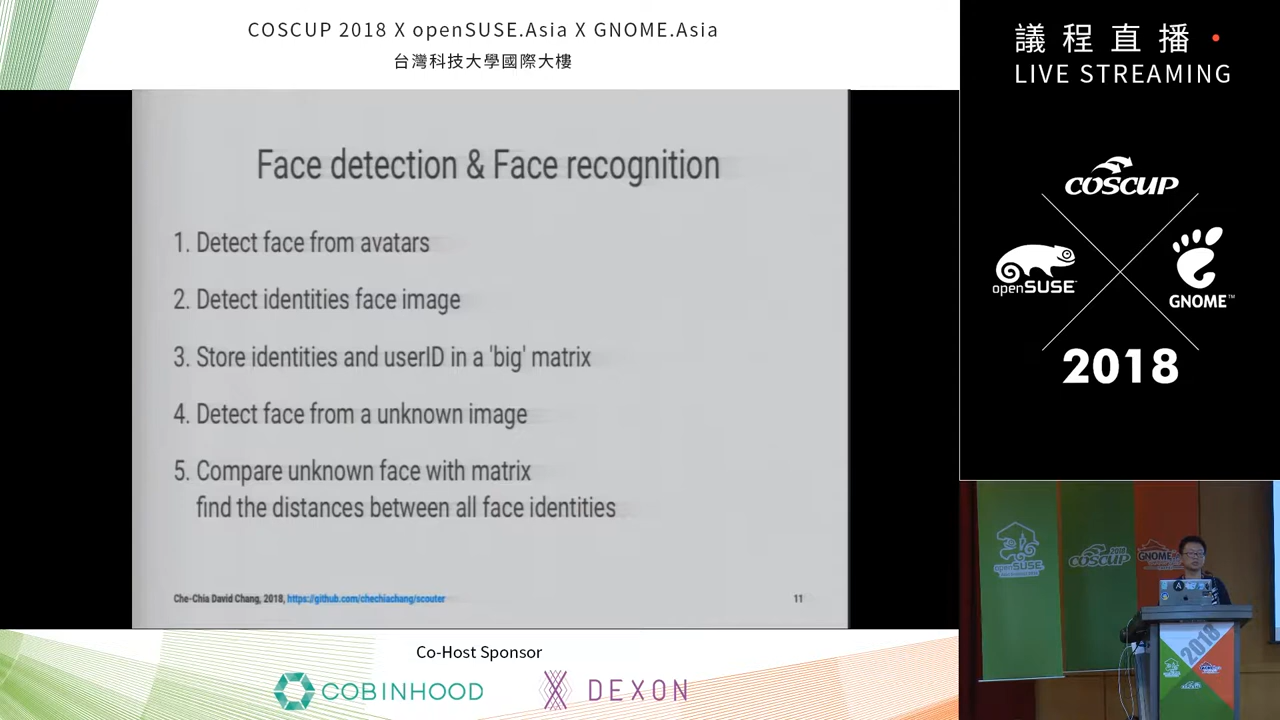 COSCUP 2018 X openSUSE.Asia X GNOME.Asia
台灣科技大學國際大樓
議程直播
LIVE STREAMING
COSCUP
openSUSE
GNOME™
2018
Face detection & Face recognition
1. Detect face from avatars
2. Detect identities face image
3. Store identities and userID in a 'big' matrix
4. Detect face from a unknown image
5. Compare unknown face with matrix
find the distances between all face identities
Che-Chia David Chang, 2018, https://github.com/chechiachang/scouter
11
openSUSE
COSCUP
GNOME
2018
Co-Host Sponsor
COBINHOOD
DEXON